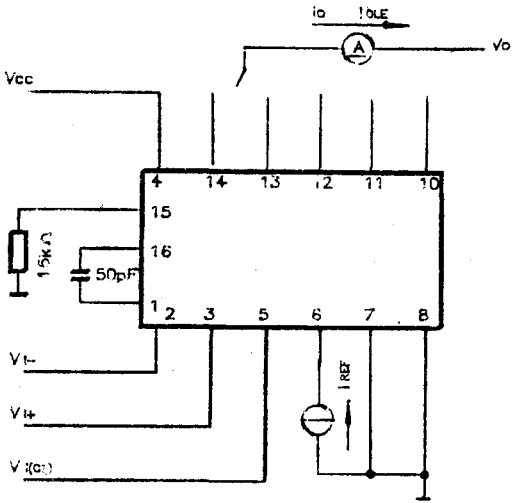 io IOLE
A
Vo
Vcc
4 14 13 12 11 10
15
15kΩ
16
50pF
1
2 3 5 6 7 8
VI-
IREF
VI+